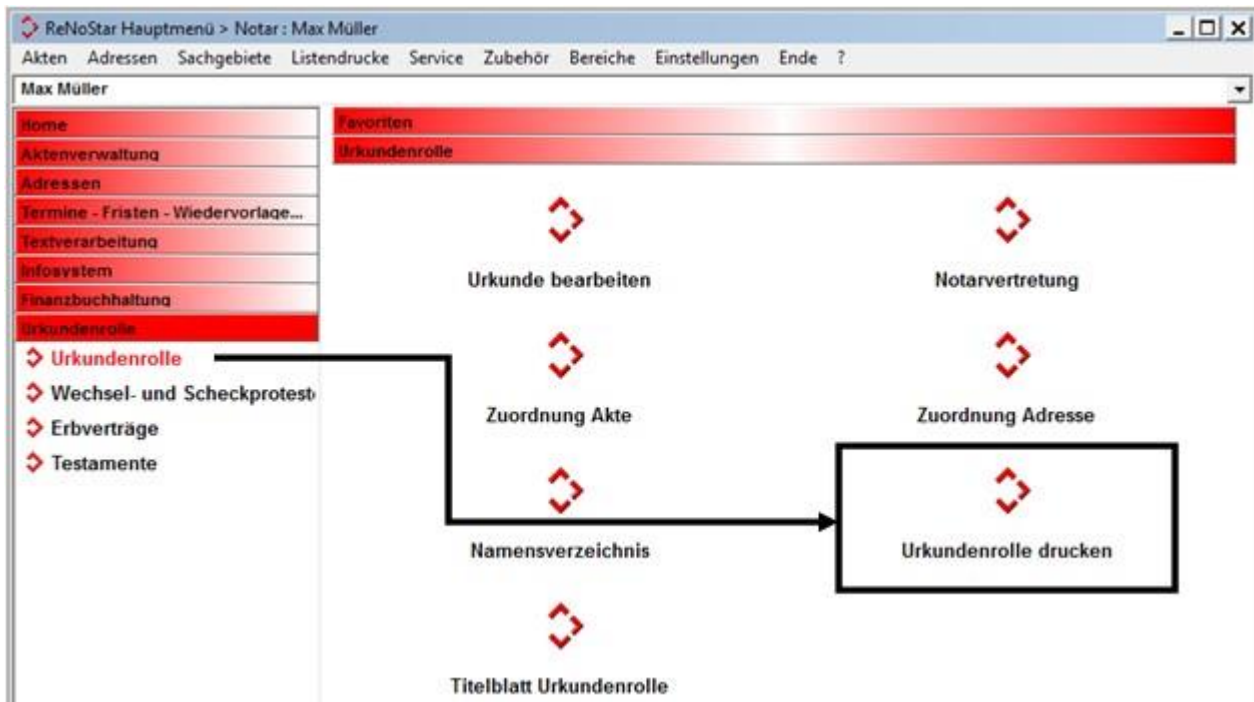 ReNoStar Hauptmenü > Notar : Max Müller
Akten Adressen Sachgebiete Listendrucke Service Zubehör Bereiche Einstellungen Ende ?
Max Müller
Home
Aktenverwaltung
Adressen
Termine - Fristen - Wiedervorlage...
Textverarbeitung
Infosystem
Finanzbuchhaltung
Urkundenrolle
Urkundenrolle
Wechsel- und Scheckprotest
Erbverträge
Testamente
Favoriten
Urkundenrolle
Urkunde bearbeiten Notarvertretung
Zuordnung Akte Zuordnung Adresse
Namensverzeichnis Urkundenrolle drucken
Titelblatt Urkundenrolle